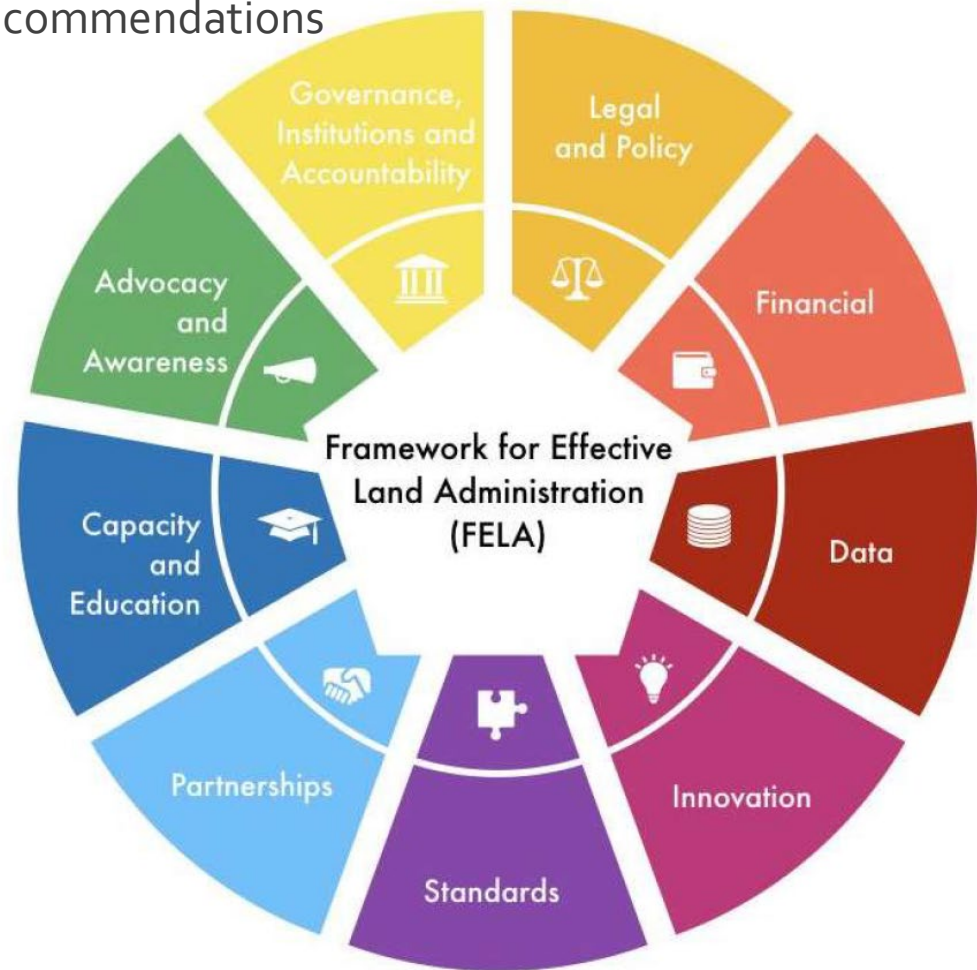 commendations
Governance,
Institutions and
Accountability
Legal
and Policy
Financial
Data
Innovation
Standards
Partnerships
Capacity
and
Education
Advocacy
and
Awareness
Framework for Effective
Land Administration
(FELA)